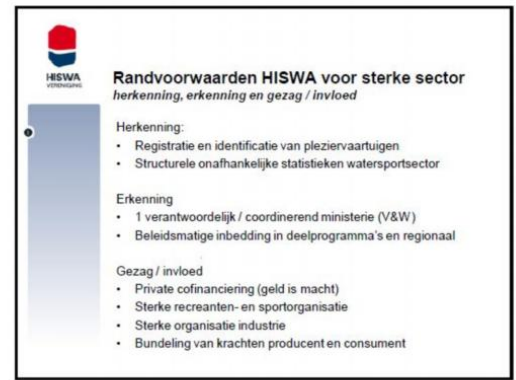 HISWA
VERENIGING
Randvoorwaarden HISWA voor sterke sector
herkenning, erkenning en gezag / invloed
Herkenning:
• Registratie en identificatie van pleziervaartuigen
• Structurele onafhankelijke statistieken watersportsector
Erkenning
• 1 verantwoordelijk / coordinerend ministerie (V&W)
• Beleidsmatige inbedding in deelprogramma's en regionaal
Gezag / invloed
• Private cofinanciering (geld is macht)
• Sterke recreanten- en sportorganisatie
• Sterke organisatie industrie
• Bundeling van krachten producent en consument